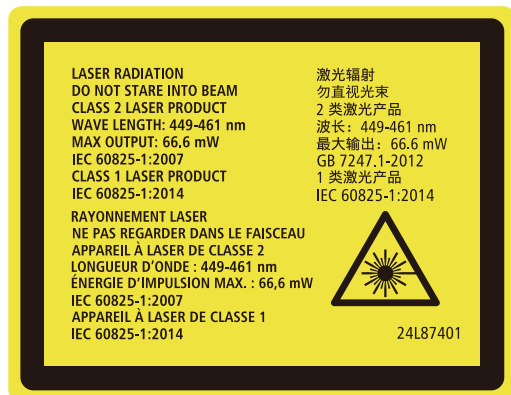 LASER RADIATION
DO NOT STARE INTO BEAM
CLASS 2 LASER PRODUCT
WAVE LENGTH: 449-461 nm
MAX OUTPUT: 66,6 mW
IEC 60825-1:2007
CLASS 1 LASER PRODUCT
IEC 60825-1:2014
RAYONNEMENT LASER
NE PAS REGARDER DANS LE FAISCEAU
APPAREIL À LASER DE CLASSE 2
LONGUEUR D'ONDE : 449-461 nm
ÉNERGIE D'IMPULSION MAX. : 66,6 mW
IEC 60825-1:2007
APPAREIL À LASER DE CLASSE 1
IEC 60825-1:2014
激光辐射
勿直视光束
2 类激光产品
波长：449-461 nm
最大输出：66.6 mW
GB 7247.1-2012
1 类激光产品
IEC 60825-1:2014
24L87401